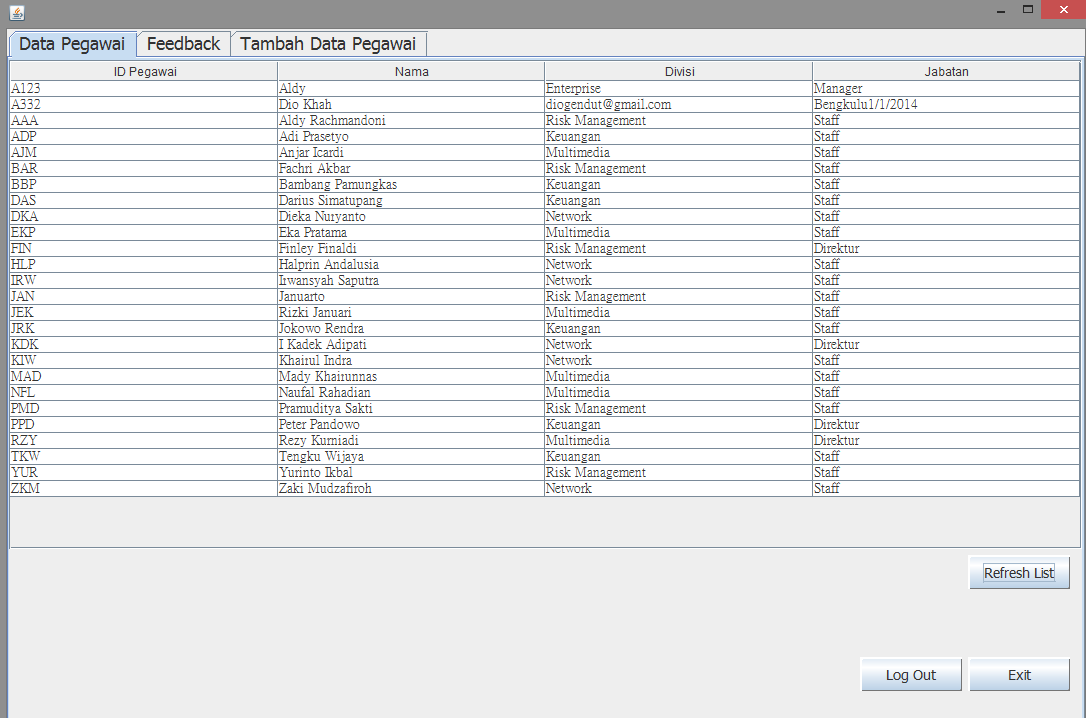 Data Pegawai Feedback Tambah Data Pegawai
ID Pegawai Nama Divisi Jabatan
A123 Aldy Enterprise Manager
A332 Dio Khah diogendut@gmail.com Bengkulu1/1/2014
AAA Aldy Rachmandoni Risk Management Staff
ADP Adi Prasetyo Keuangan Staff
AJM Anjar Icardi Multimedia Staff
BAR Fachri Akbar Risk Management Staff
BBP Bambang Pamungkas Keuangan Staff
DAS Darius Simatupang Keuangan Staff
DKA Dieka Nuryanto Network Staff
EKP Eka Pratama Multimedia Staff
FIN Finley Finaldi Risk Management Direktur
HLP Halprin Andalusia Network Staff
IRW Irwansyah Saputra Network Staff
JAN Januarto Risk Management Staff
JEK Rizki Januari Multimedia Staff
JRK Jokowo Rendra Keuangan Staff
KDK I Kadek Adipati Network Direktur
KIW Khairul Indra Network Staff
MAD Mady Khairunnas Multimedia Staff
NFL Naufal Rahadian Multimedia Staff
PMD Pramuditya Sakti Risk Management Staff
PPD Peter Pandowo Keuangan Direktur
RZY Rezy Kurniadi Multimedia Direktur
TKW Tengku Wijaya Keuangan Staff
YUR Yurinto Ikbal Risk Management Staff
ZKM Zaki Mudzafiroh Network Staff
Refresh List
Log Out Exit